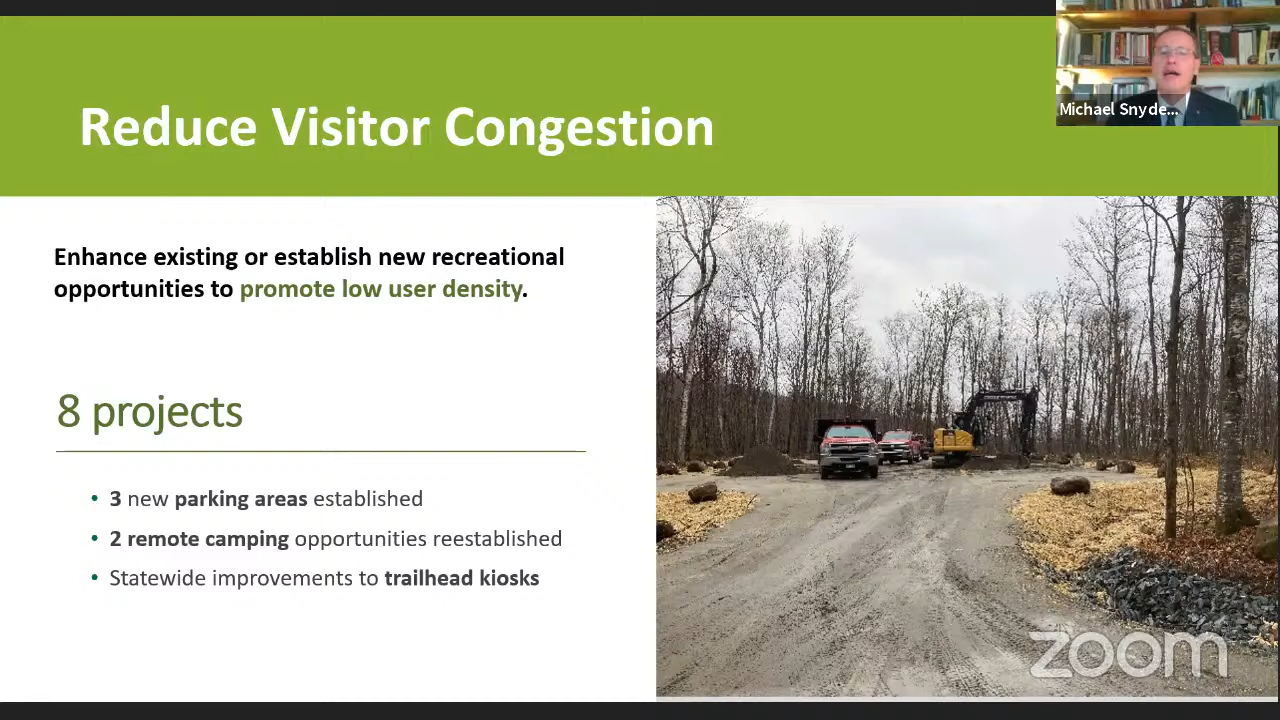 Reduce Visitor Congestion
Michael Snyde...
Enhance existing or establish new recreational
opportunities to promote low user density.
8 projects
• 3 new parking areas established
• 2 remote camping opportunities reestablished
• Statewide improvements to trailhead kiosks
zoom